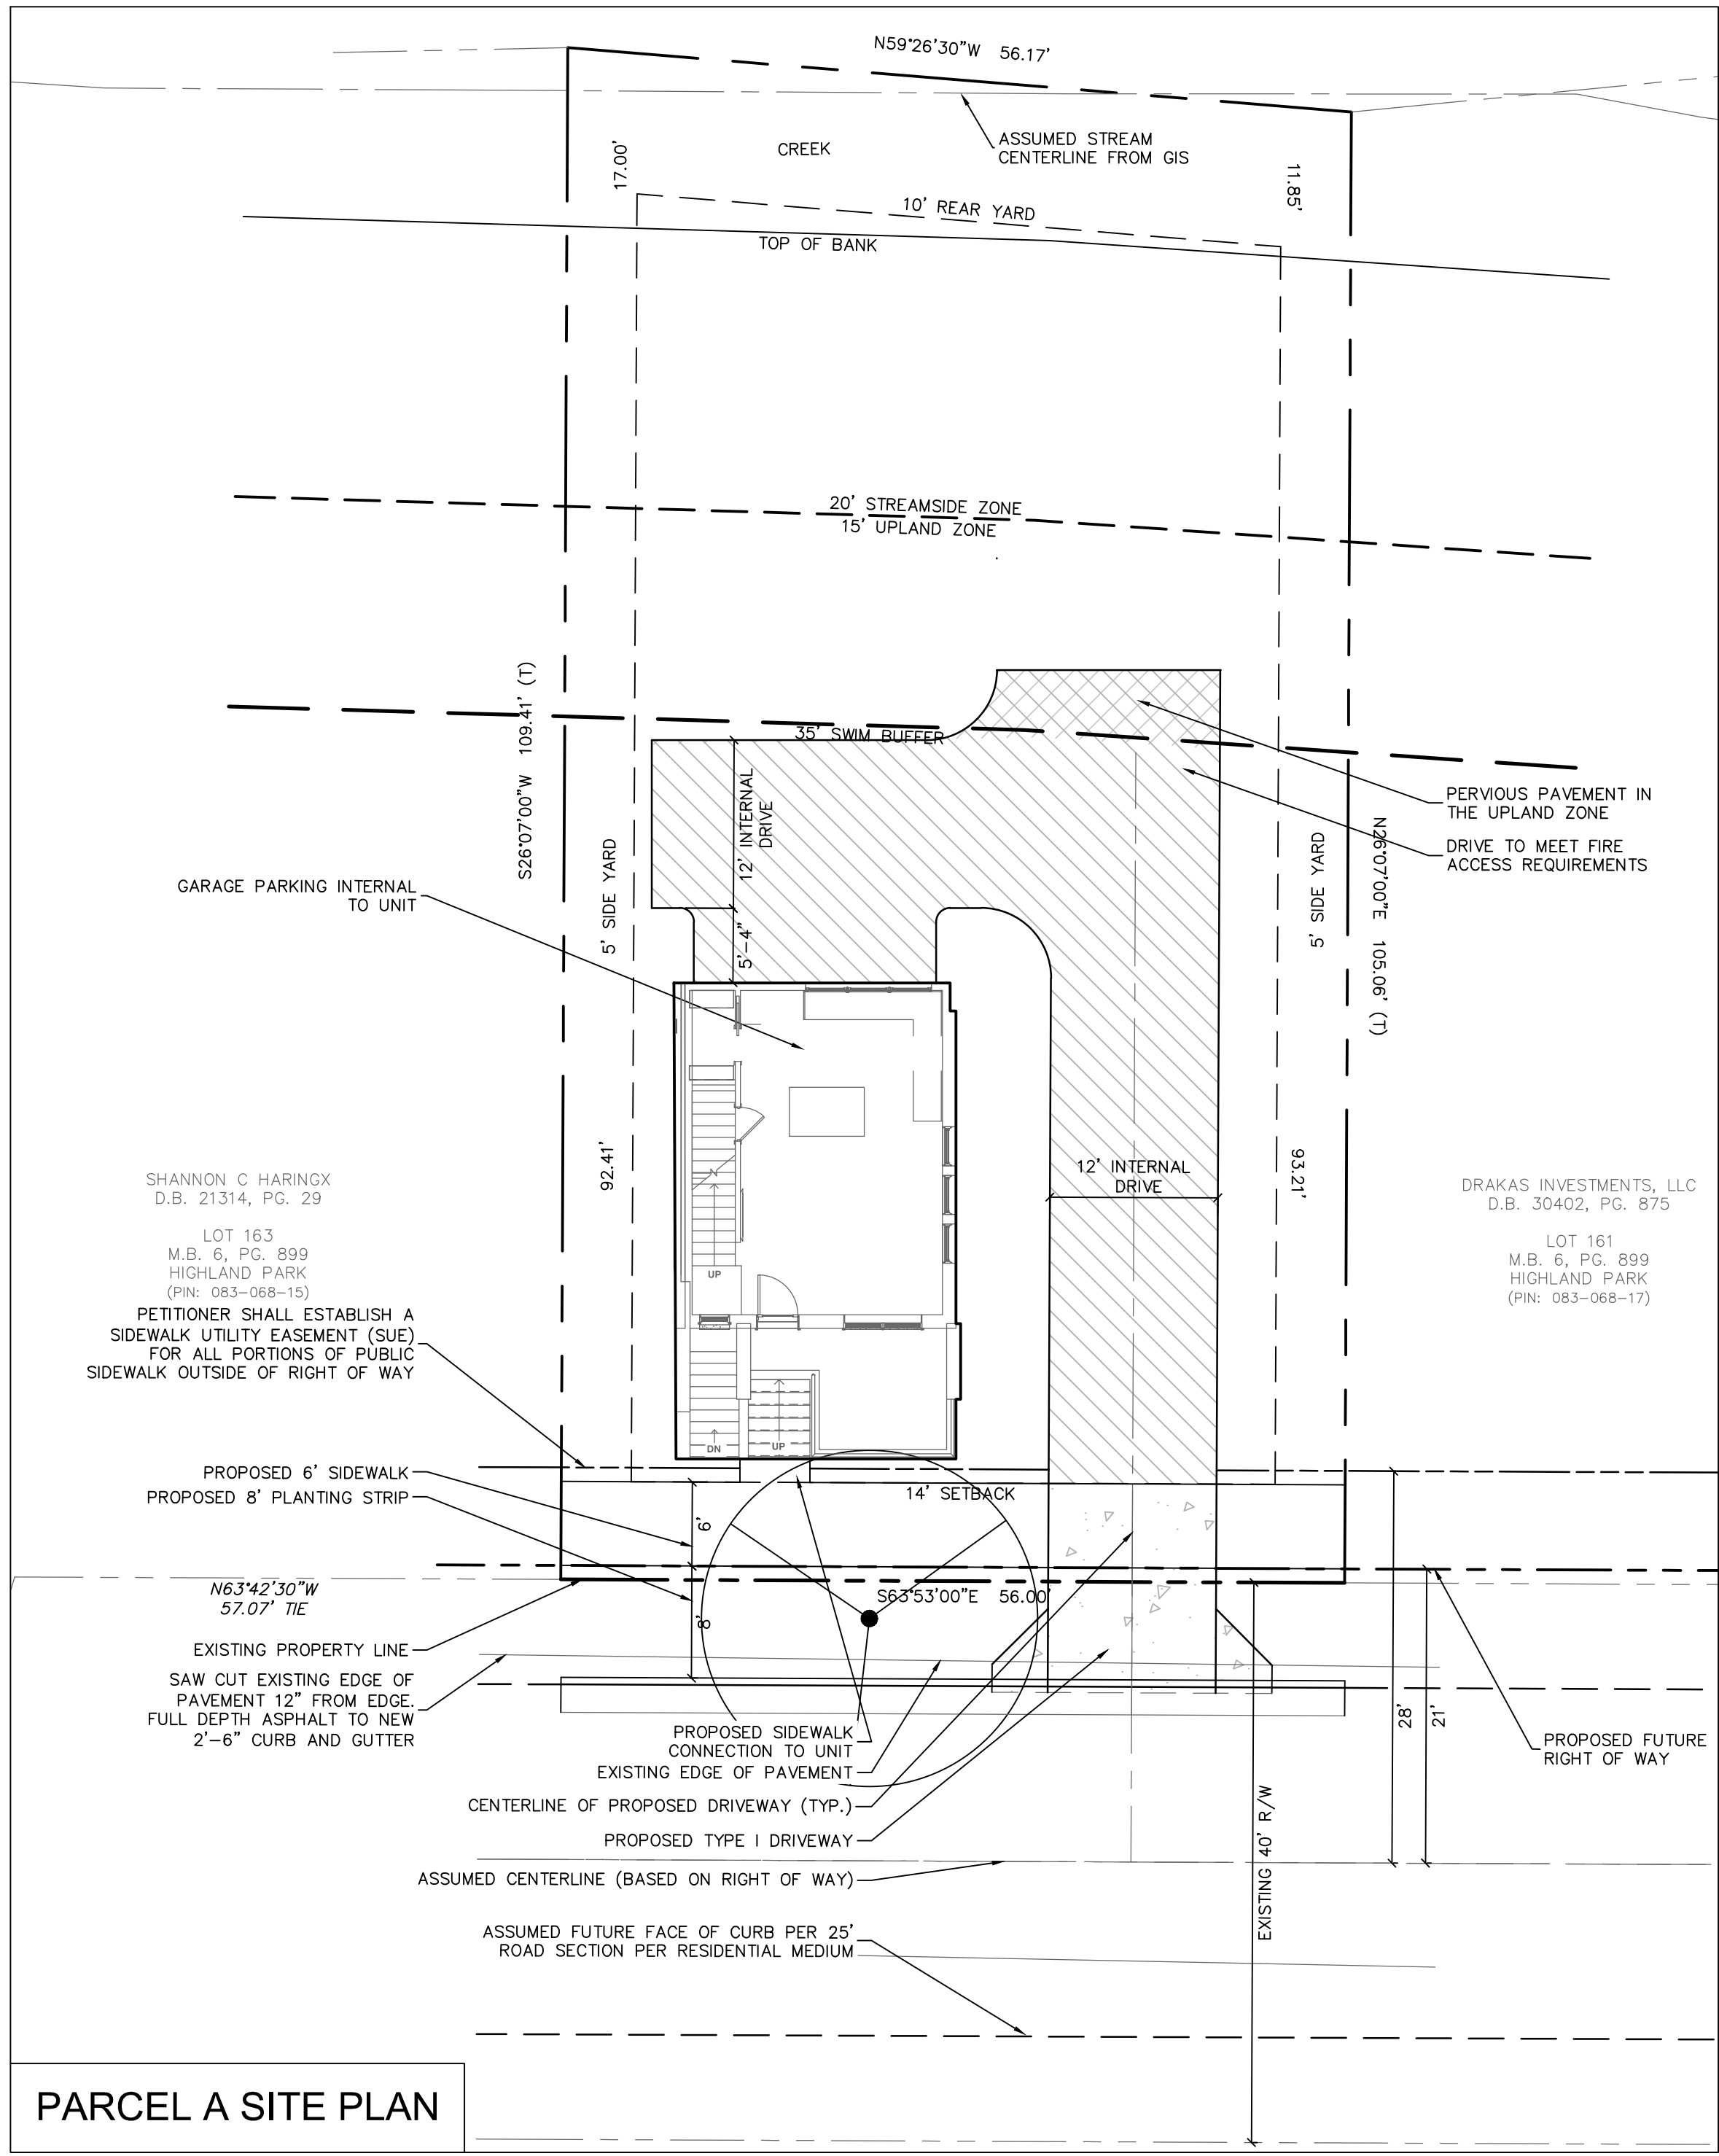 N59°26'30"W 56.17'
ASSUMED STREAM
CENTERLINE FROM GIS
CREEK
17.00'
11.85'
10' REAR YARD
TOP OF BANK
20' STREAMSIDE ZONE
15' UPLAND ZONE
S26°07'00"W 109.41' (T)
35' SWIM BUFFER
12' INTERNAL
DRIVE
PERVIOUS PAVEMENT IN
THE UPLAND ZONE
DRIVE TO MEET FIRE
ACCESS REQUIREMENTS
N26°07'00"E 105.06' (T)
5' SIDE YARD
5' SIDE YARD
GARAGE PARKING INTERNAL
TO UNIT
5'-4"
92.41'
93.21'
12' INTERNAL
DRIVE
SHANNON C HARINGX
D.B. 21314, PG. 29
LOT 163
M.B. 6, PG. 899
HIGHLAND PARK
(PIN: 083-068-15)
DRAKAS INVESTMENTS, LLC
D.B. 30402, PG. 875
LOT 161
M.B. 6, PG. 899
HIGHLAND PARK
(PIN: 083-068-17)
UP
DN
UP
PETITIONER SHALL ESTABLISH A
SIDEWALK UTILITY EASEMENT (SUE)
FOR ALL PORTIONS OF PUBLIC
SIDEWALK OUTSIDE OF RIGHT OF WAY
PROPOSED 6' SIDEWALK
PROPOSED 8' PLANTING STRIP
14' SETBACK
6'
8'
N63°42'30"W
57.07' TIE
S63°53'00"E 56.00'
EXISTING PROPERTY LINE
SAW CUT EXISTING EDGE OF
PAVEMENT 12" FROM EDGE.
FULL DEPTH ASPHALT TO NEW
2'-6" CURB AND GUTTER
PROPOSED SIDEWALK
CONNECTION TO UNIT
EXISTING EDGE OF PAVEMENT
CENTERLINE OF PROPOSED DRIVEWAY (TYP.)
PROPOSED TYPE I DRIVEWAY
ASSUMED CENTERLINE (BASED ON RIGHT OF WAY)
ASSUMED FUTURE FACE OF CURB PER 25'
ROAD SECTION PER RESIDENTIAL MEDIUM
28'
21'
PROPOSED FUTURE
RIGHT OF WAY
EXISTING 40' R/W
PARCEL A SITE PLAN